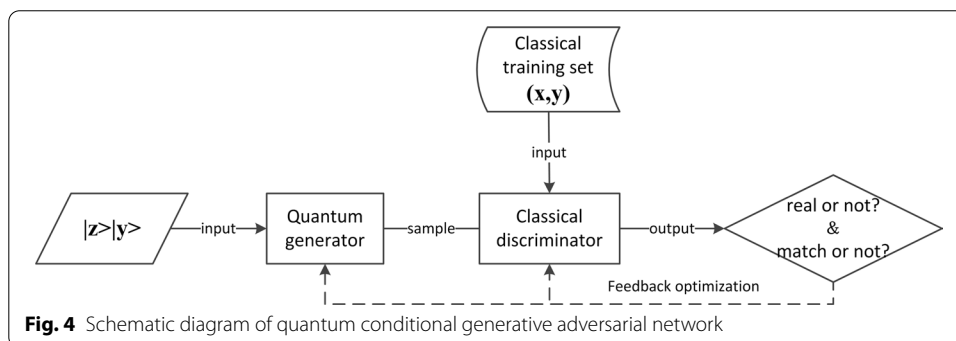 Classical
training set
(x,y)
input
|z>|y>
input
Quantum
generator
sample
Classical
discriminator
output
real or not?
&
match or not?
Feedback optimization
Fig. 4 Schematic diagram of quantum conditional generative adversarial network